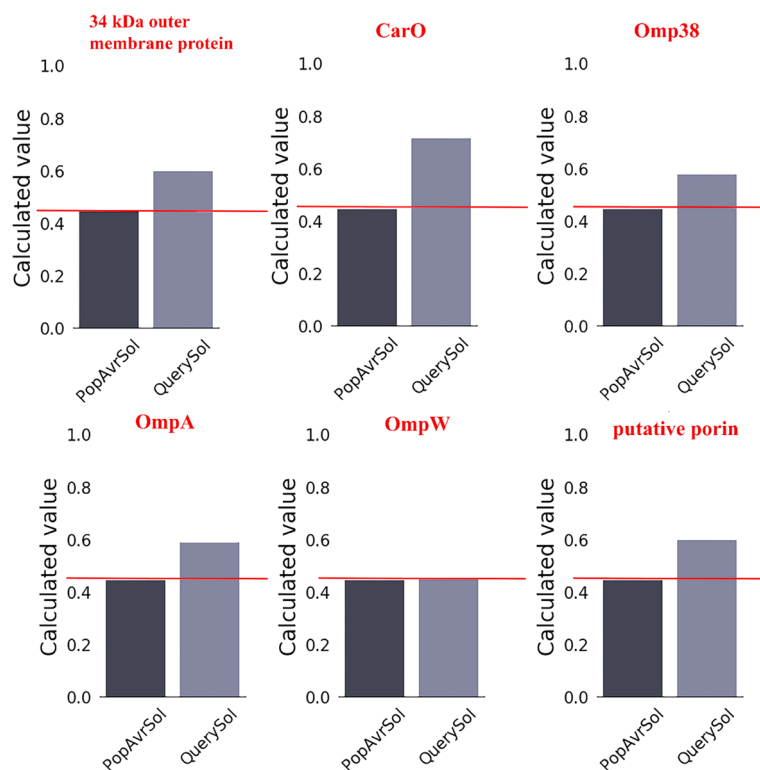 34 kDa outer
membrane protein
Calculated value
1.0
0.8
0.6
0.4
0.2
0.0
PopAvrSol
QuerySol
CarO
Calculated value
1.0
0.8
0.6
0.4
0.2
0.0
PopAvrSol
QuerySol
Omp38
Calculated value
1.0
0.8
0.6
0.4
0.2
0.0
PopAvrSol
QuerySol
OmpA
Calculated value
1.0
0.8
0.6
0.4
0.2
0.0
PopAvrSol
QuerySol
OmpW
Calculated value
1.0
0.8
0.6
0.4
0.2
0.0
PopAvrSol
QuerySol
putative porin
Calculated value
1.0
0.8
0.6
0.4
0.2
0.0
PopAvrSol
QuerySol